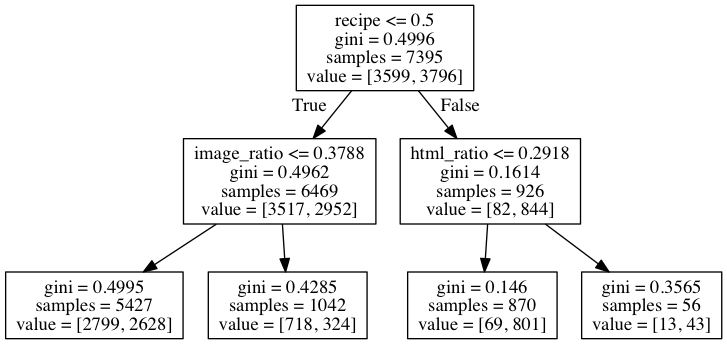 recipe <= 0.5
gini = 0.4996
samples = 7395
value = [3599, 3796]
True
False
image_ratio <= 0.3788
gini = 0.4962
samples = 6469
value = [3517, 2952]
html_ratio <= 0.2918
gini = 0.1614
samples = 926
value = [82, 844]
gini = 0.4995
samples = 5427
value = [2799, 2628]
gini = 0.4285
samples = 1042
value = [718, 324]
gini = 0.146
samples = 870
value = [69, 801]
gini = 0.3565
samples = 56
value = [13, 43]